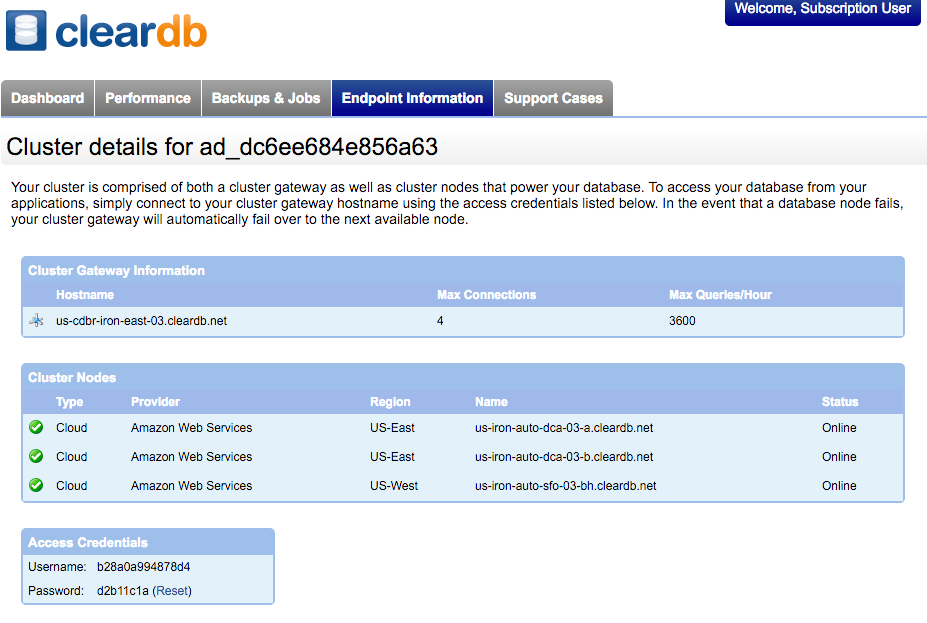 Welcome, Subscription User
cleardb
Dashboard Performance Backups & Jobs Endpoint Information Support Cases
Cluster details for ad_dc6ee684e856a63
Your cluster is comprised of both a cluster gateway as well as cluster nodes that power your database. To access your database from your
applications, simply connect to your cluster gateway hostname using the access credentials listed below. In the event that a database node fails,
your cluster gateway will automatically fail over to the next available node.
Cluster Gateway Information
Hostname Max Connections Max Queries/Hour
us-cdbr-iron-east-03.cleardb.net 4 3600
Cluster Nodes
Type Provider Region Name Status
Cloud Amazon Web Services US-East us-iron-auto-dca-03-a.cleardb.net Online
Cloud Amazon Web Services US-East us-iron-auto-dca-03-b.cleardb.net Online
Cloud Amazon Web Services US-West us-iron-auto-sfo-03-bh.cleardb.net Online
Access Credentials
Username: b28a0a994878d4
Password: d2b11c1a (Reset)